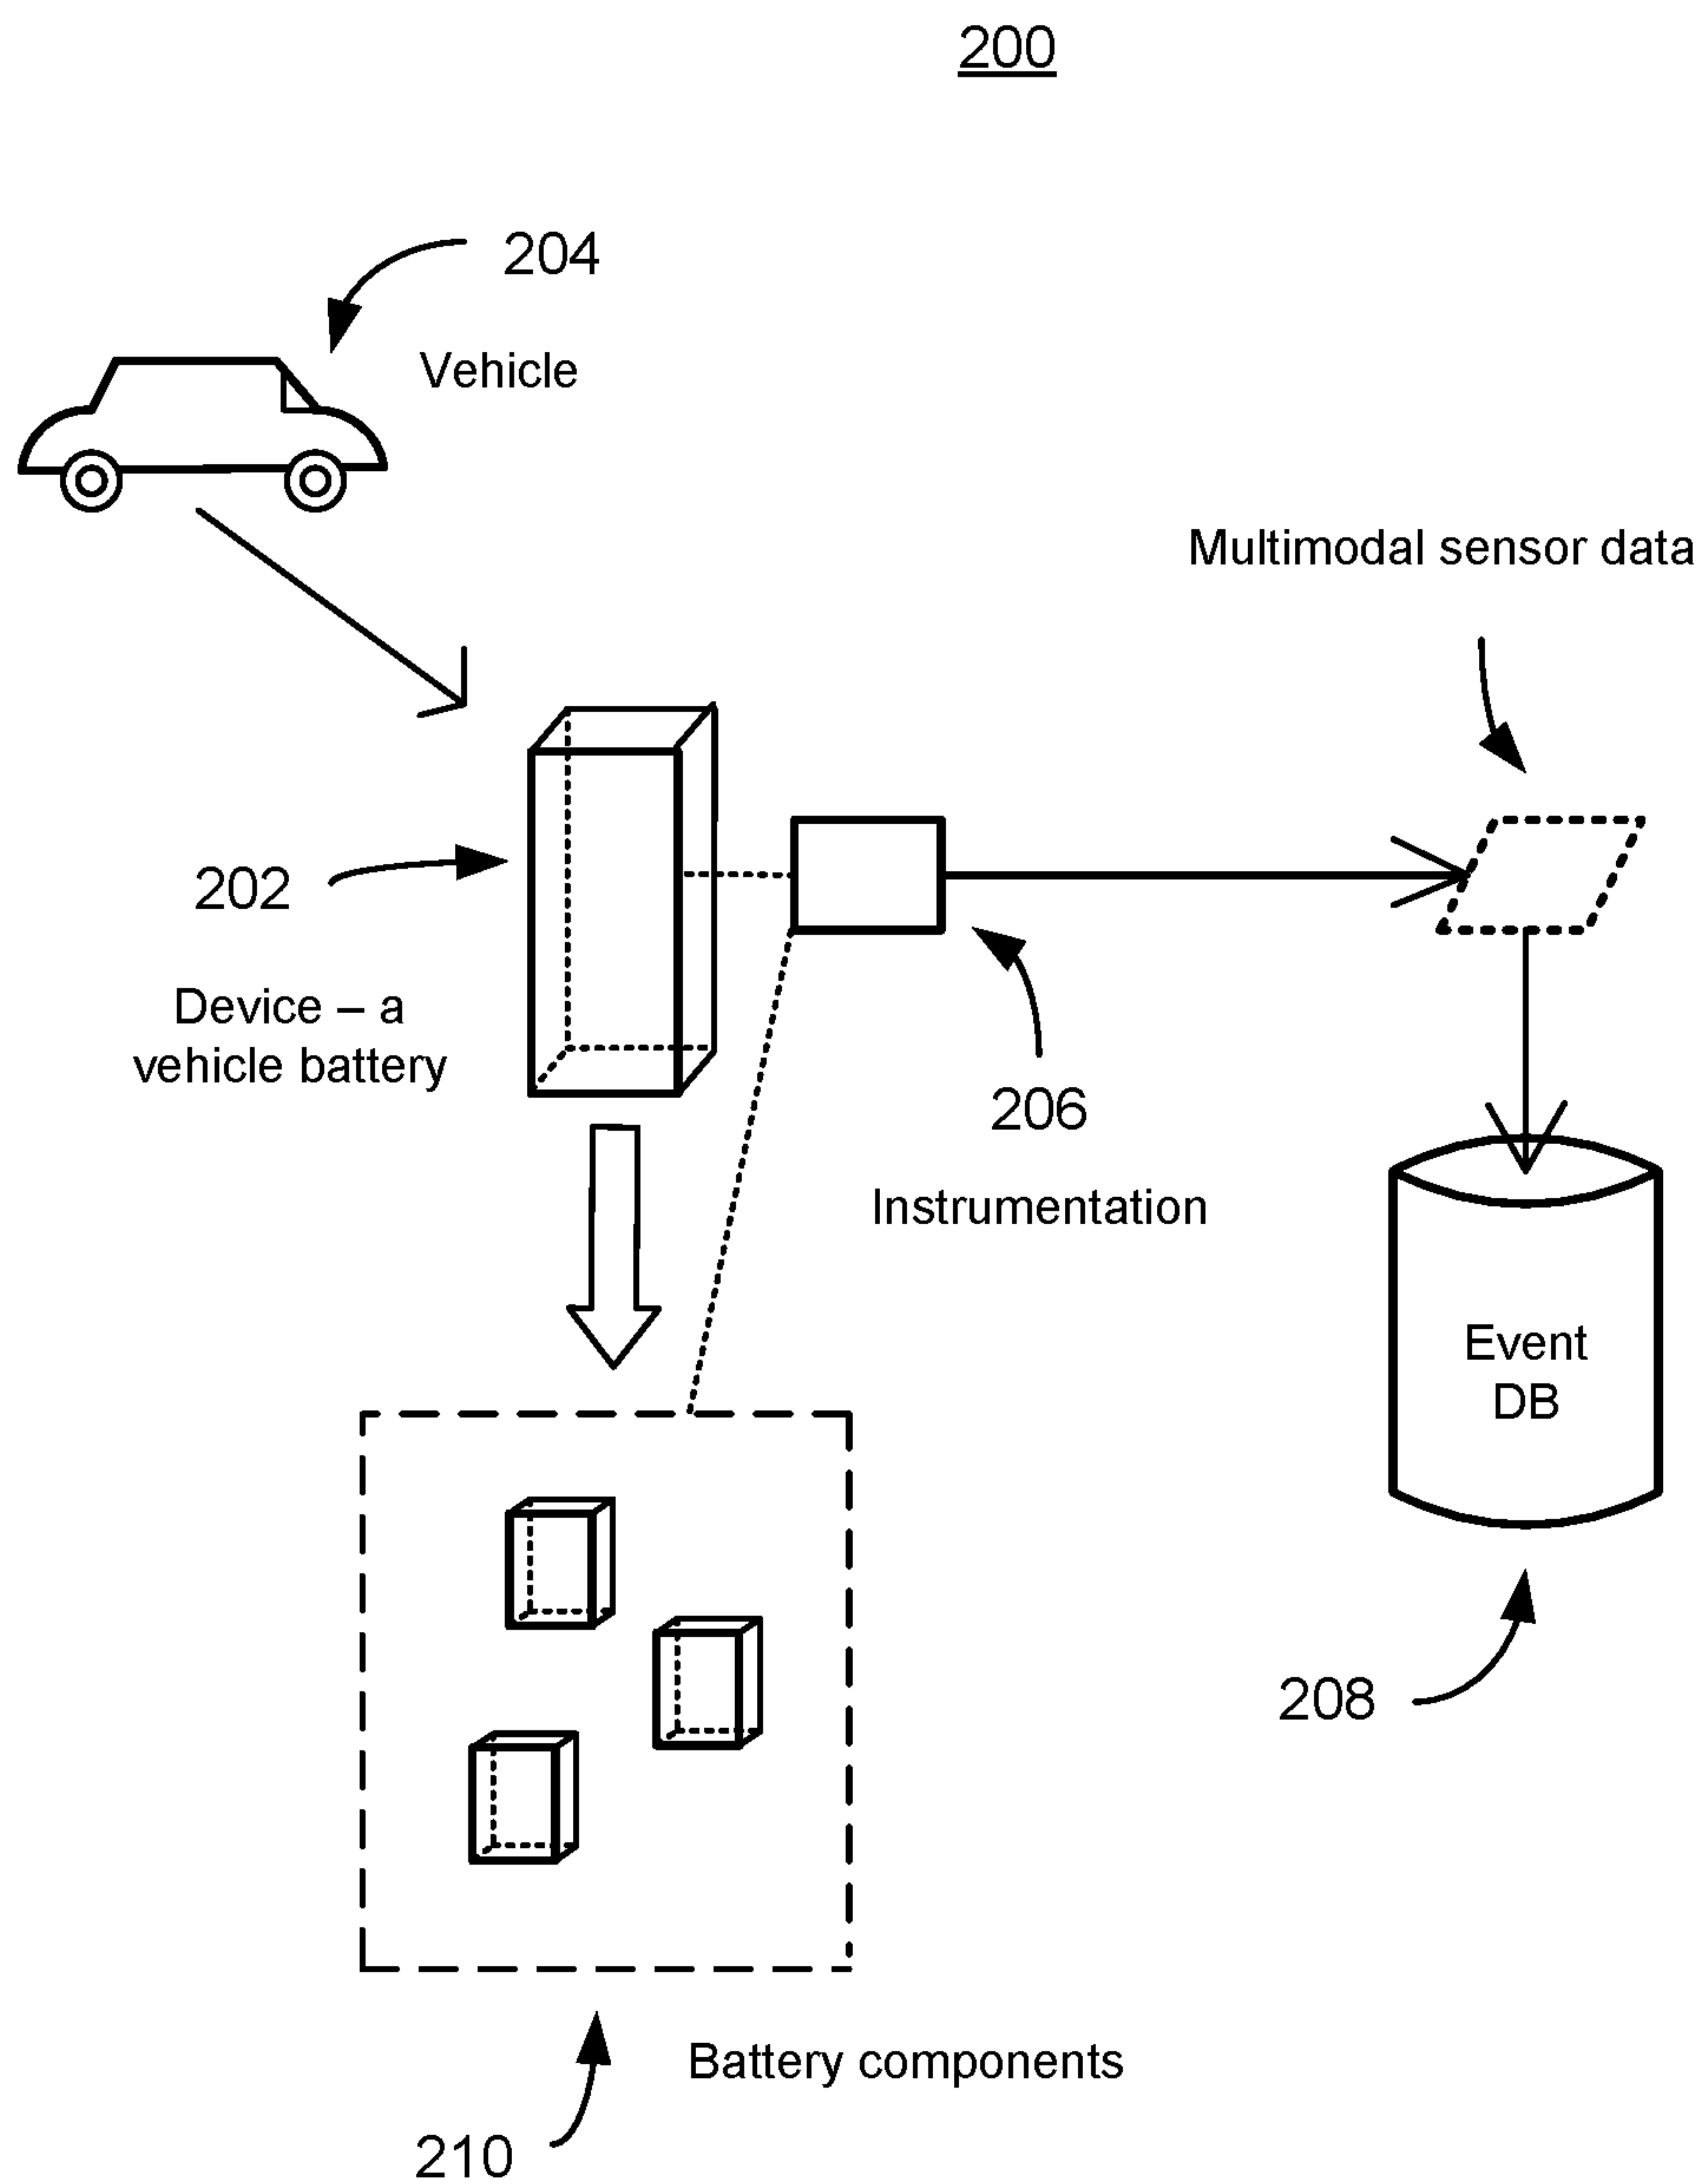 200
204
Vehicle
Multimodal sensor data
202
Device – a
vehicle battery
206
Instrumentation
Event
DB
208
Battery components
210